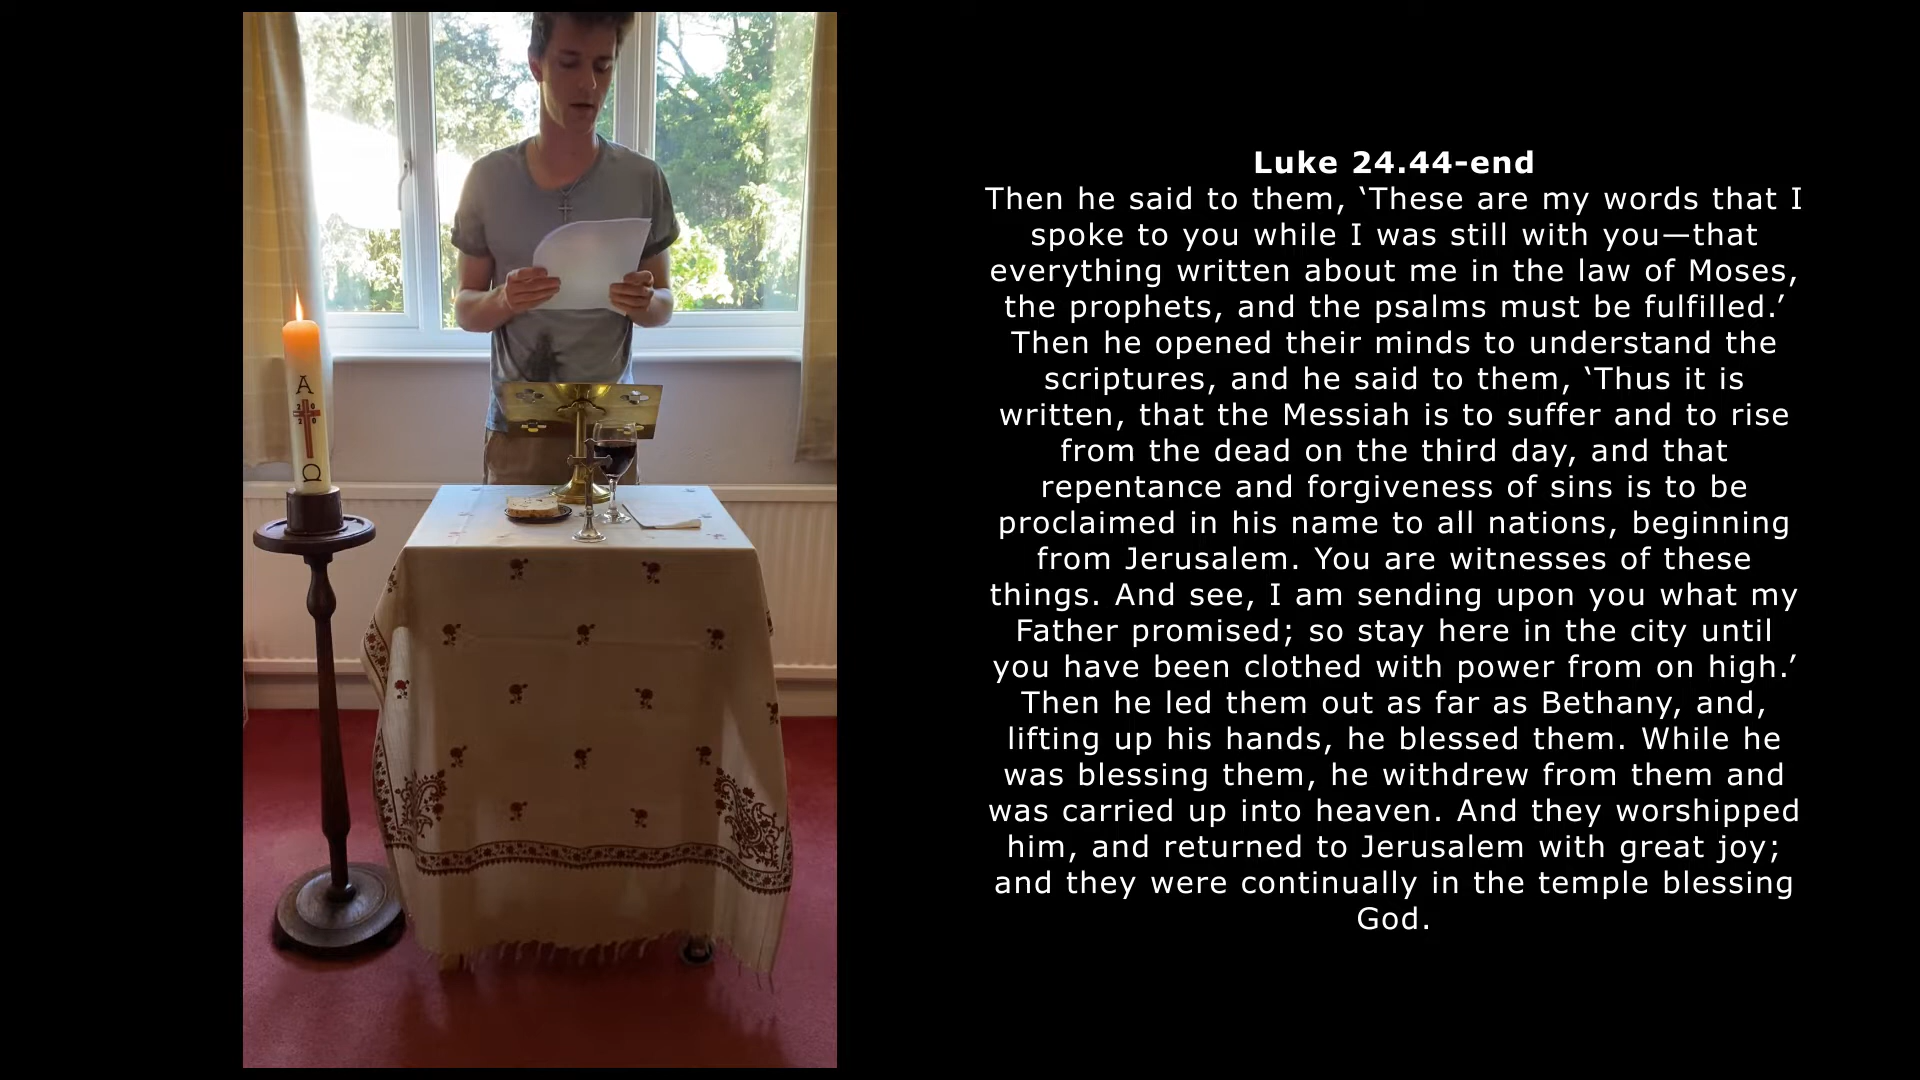 A
2 0
2 0
Ω
Luke 24.44-end
Then he said to them, ‘These are my words that I
spoke to you while I was still with you—that
everything written about me in the law of Moses,
the prophets, and the psalms must be fulfilled.’
Then he opened their minds to understand the
scriptures, and he said to them, ‘Thus it is
written, that the Messiah is to suffer and to rise
from the dead on the third day, and that
repentance and forgiveness of sins is to be
proclaimed in his name to all nations, beginning
from Jerusalem. You are witnesses of these
things. And see, I am sending upon you what my
Father promised; so stay here in the city until
you have been clothed with power from on high.’
Then he led them out as far as Bethany, and,
lifting up his hands, he blessed them. While he
was blessing them, he withdrew from them and
was carried up into heaven. And they worshipped
him, and returned to Jerusalem with great joy;
and they were continually in the temple blessing
God.